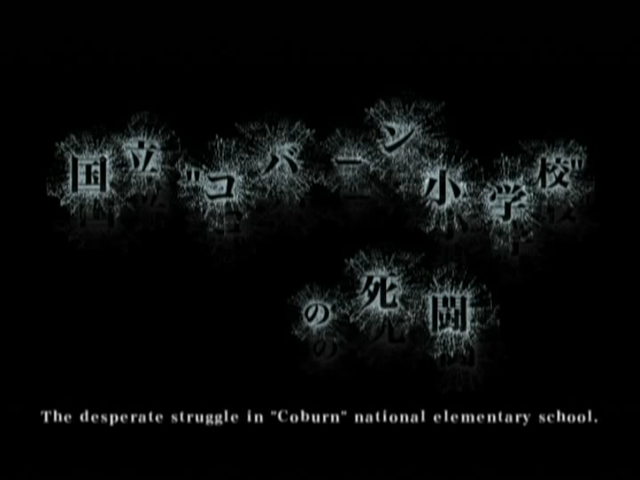 国立"コバーン小学校"
の死闘
The desperate struggle in "Coburn" national elementary school.